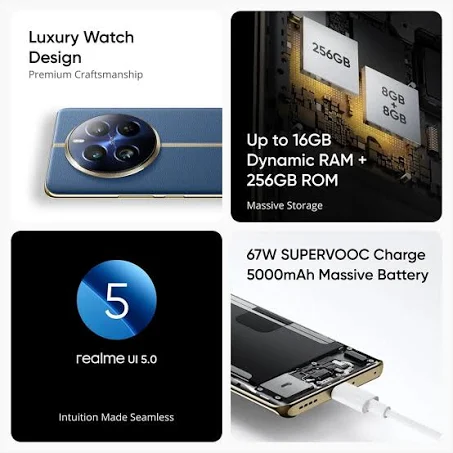 Luxury Watch
Design
Premium Craftsmanship
256GB
8GB
+
8GB
Up to 16GB
Dynamic RAM +
256GB ROM
Massive Storage
5
realme UI 5.0
Intuition Made Seamless
67W SUPERVOOC Charge
5000mAh Massive Battery